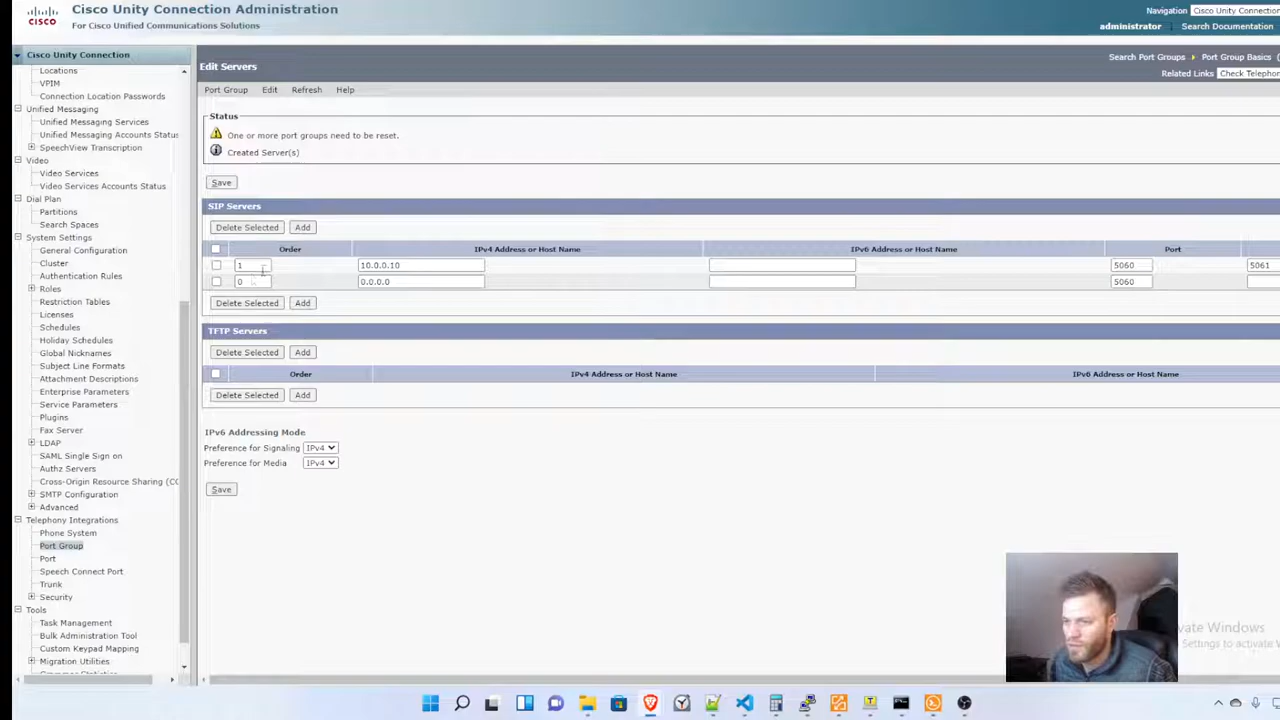 cisco
Cisco Unity Connection Administration
For Cisco Unified Communications Solutions
Navigation Cisco Unity Connection
administrator Search Documentation
Cisco Unity Connection
Locations
VPIM
Connection Location Passwords
Unified Messaging
Unified Messaging Services
Unified Messaging Accounts Status
SpeechView Transcription
Video
Video Services
Video Services Accounts Status
Dial Plan
Partitions
Search Spaces
System Settings
General Configuration
Cluster
Authentication Rules
Roles
Restriction Tables
Licenses
Schedules
Holiday Schedules
Global Nicknames
Subject Line Formats
Attachment Descriptions
Enterprise Parameters
Service Parameters
Plugins
Fax Server
LDAP
SAML Single Sign on
Authz Servers
Cross-Origin Resource Sharing (CO
SMTP Configuration
Advanced
Telephony Integrations
Phone System
Port Group
Port
Speech Connect Port
Trunk
Security
Tools
Task Management
Bulk Administration Tool
Custom Keypad Mapping
Migration Utilities
Edit Servers
Search Port Groups Port Group Basics (
Related Links Check Telephon
Port Group Edit Refresh Help
Status
One or more port groups need to be reset.
Created Server(s)
Save
SIP Servers
Delete Selected Add
Order IPv4 Address or Host Name IPv6 Address or Host Name Port
1 10.0.0.10 5060 5061
0 0.0.0.0 5060
Delete Selected Add
TFTP Servers
Delete Selected Add
Order IPv4 Address or Host Name IPv6 Address or Host Name
Delete Selected Add
IPv6 Addressing Mode
Preference for Signaling IPv4
Preference for Media IPv4
Save
vate Windows
Settings to activate W